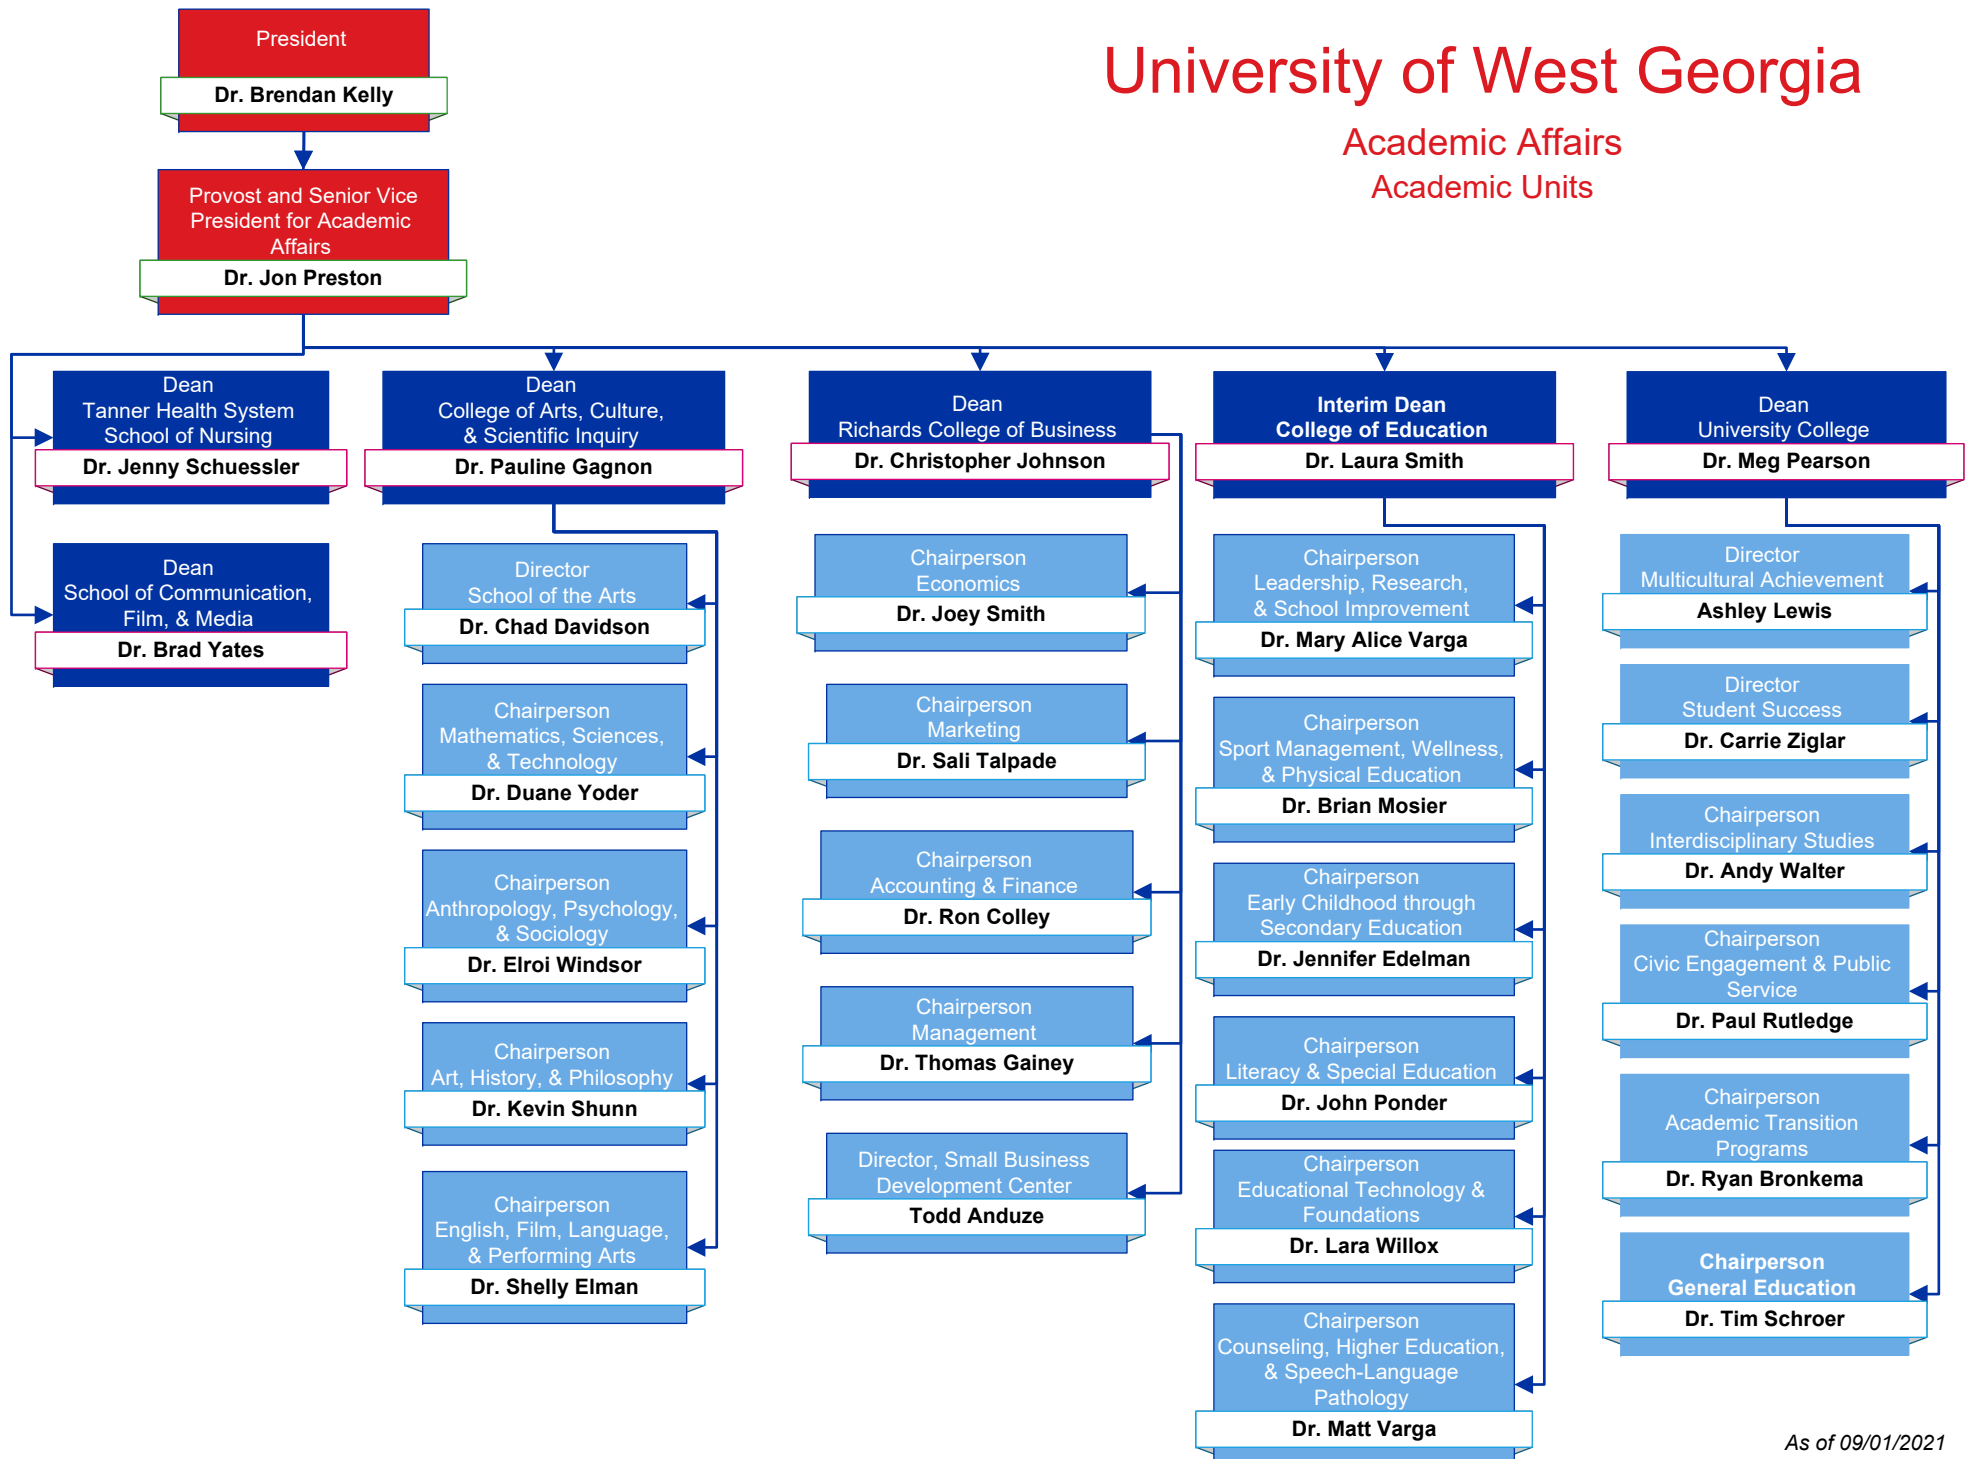 President
Dr. Brendan Kelly
University of West Georgia
Academic Affairs
Academic Units
Provost and Senior Vice
President for Academic
Affairs
Dr. Jon Preston
Dean
Tanner Health System
School of Nursing
Dr. Jenny Schuessler
Dean
School of Communication,
Film, & Media
Dr. Brad Yates
Dean
College of Arts, Culture,
& Scientific Inquiry
Dr. Pauline Gagnon
Director
School of the Arts
Dr. Chad Davidson
Chairperson
Mathematics, Sciences,
& Technology
Dr. Duane Yoder
Chairperson
Anthropology, Psychology,
& Sociology
Dr. Elroi Windsor
Chairperson
Art, History, & Philosophy
Dr. Kevin Shunn
Chairperson
English, Film, Language,
& Performing Arts
Dr. Shelly Elman
Dean
Richards College of Business
Dr. Christopher Johnson
Chairperson
Economics
Dr. Joey Smith
Chairperson
Marketing
Dr. Sali Talpade
Chairperson
Accounting & Finance
Dr. Ron Colley
Chairperson
Management
Dr. Thomas Gainey
Director, Small Business
Development Center
Todd Anduze
Interim Dean
College of Education
Dr. Laura Smith
Chairperson
Leadership, Research,
& School Improvement
Dr. Mary Alice Varga
Chairperson
Sport Management, Wellness,
& Physical Education
Dr. Brian Mosier
Chairperson
Early Childhood through
Secondary Education
Dr. Jennifer Edelman
Chairperson
Literacy & Special Education
Dr. John Ponder
Chairperson
Educational Technology &
Foundations
Dr. Lara Willox
Chairperson
Counseling, Higher Education,
& Speech-Language
Pathology
Dr. Matt Varga
Dean
University College
Dr. Meg Pearson
Director
Multicultural Achievement
Ashley Lewis
Director
Student Success
Dr. Carrie Ziglar
Chairperson
Interdisciplinary Studies
Dr. Andy Walter
Chairperson
Civic Engagement & Public
Service
Dr. Paul Rutledge
Chairperson
Academic Transition
Programs
Dr. Ryan Bronkema
Chairperson
General Education
Dr. Tim Schroer
As of 09/01/2021